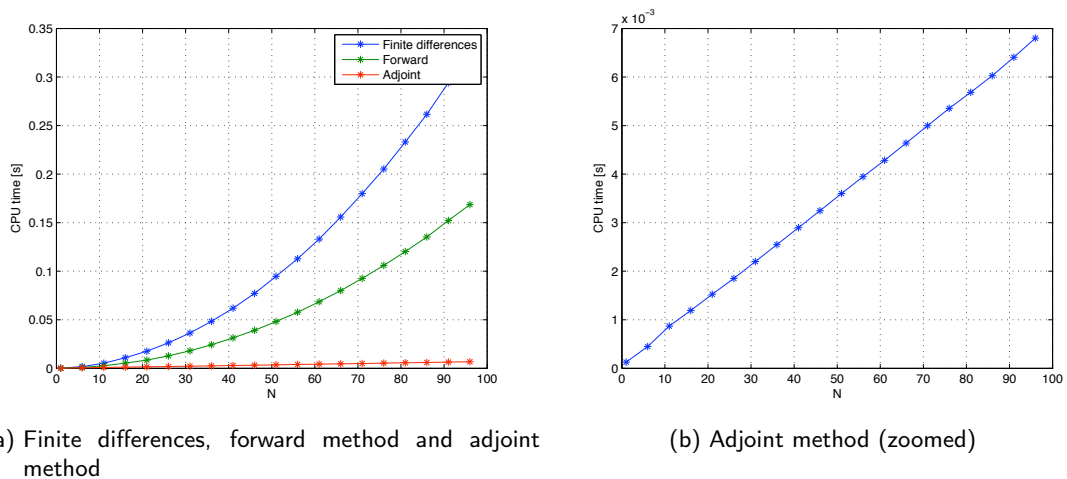 0.35
0.3
0.25
0.2
0.15
0.1
0.05
0
CPU time [s]
Finite differences
Forward
Adjoint
0 10 20 30 40 50 60 70 80 90 100
N
x 10⁻³
7
6
5
4
3
2
1
0
CPU time [s]
0 10 20 30 40 50 60 70 80 90 100
N
a) Finite differences, forward method and adjoint
method
(b) Adjoint method (zoomed)